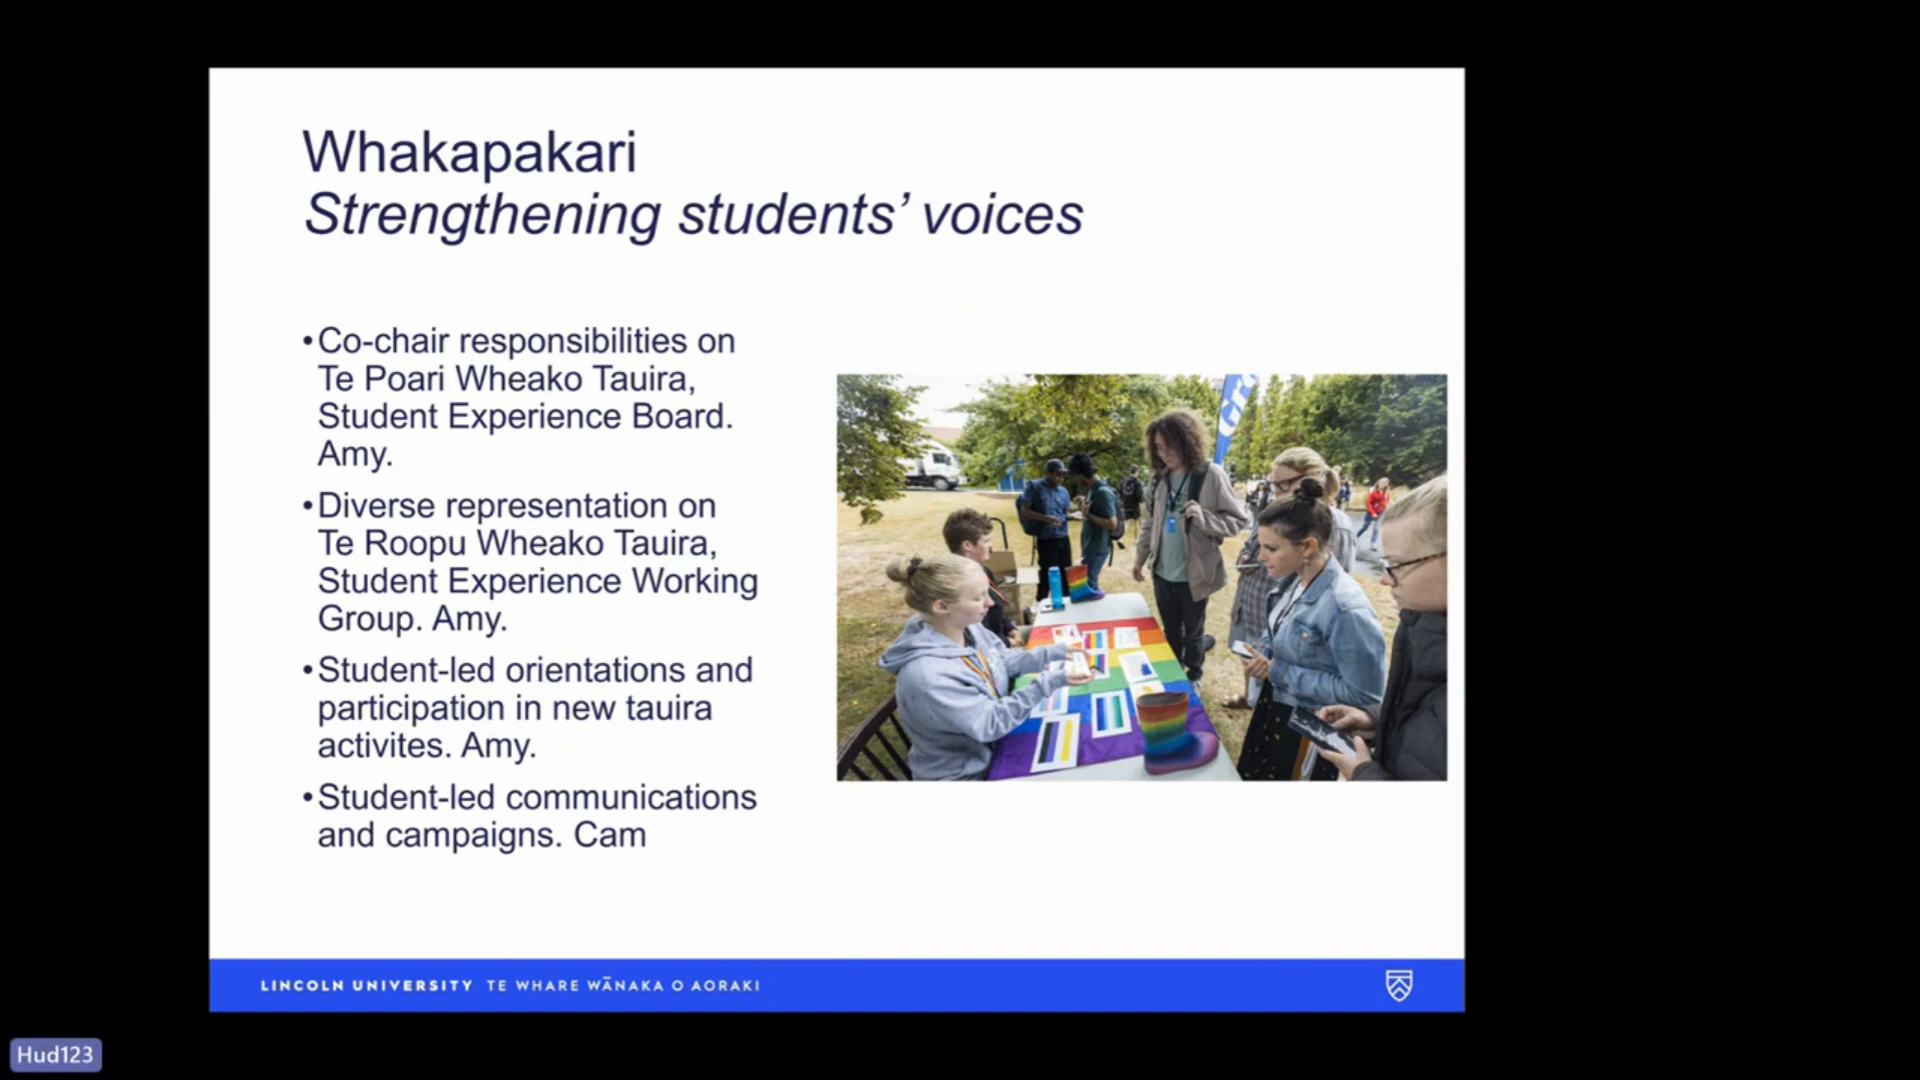 Whakapakari
Strengthening students’ voices
•Co-chair responsibilities on
Te Poari Wheako Tauira,
Student Experience Board.
Amy.
•Diverse representation on
Te Roopu Wheako Tauira,
Student Experience Working
Group. Amy.
•Student-led orientations and
participation in new tauira
activites. Amy.
•Student-led communications
and campaigns. Cam
LINCOLN UNIVERSITY TE WHARE WĀNAKA O AORAKI
Hud123